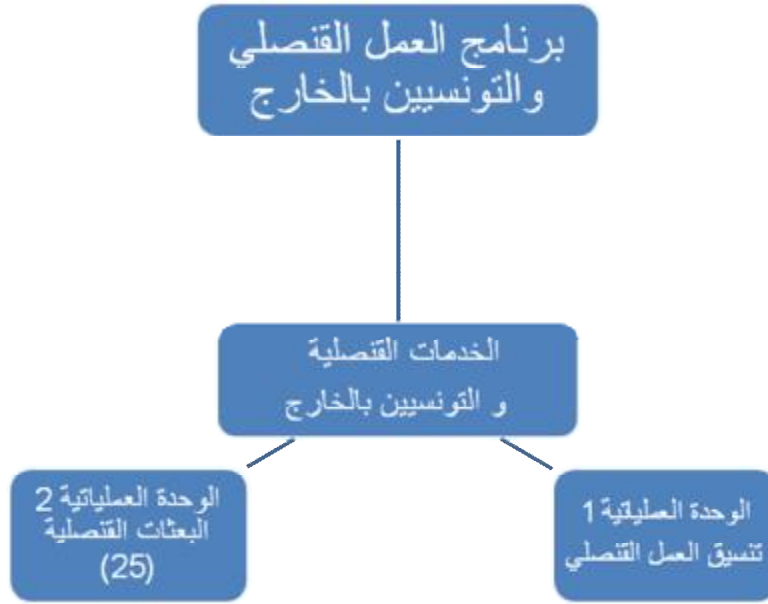 برنامج العمل القنصلي
والتونسيين بالخارج
الخدمات القنصلية
و التونسيين بالخارج
الوحدة العملياتية 1
تنسيق العمل القنصلي
الوحدة العملياتية 2
البعثات القنصلية
(25)